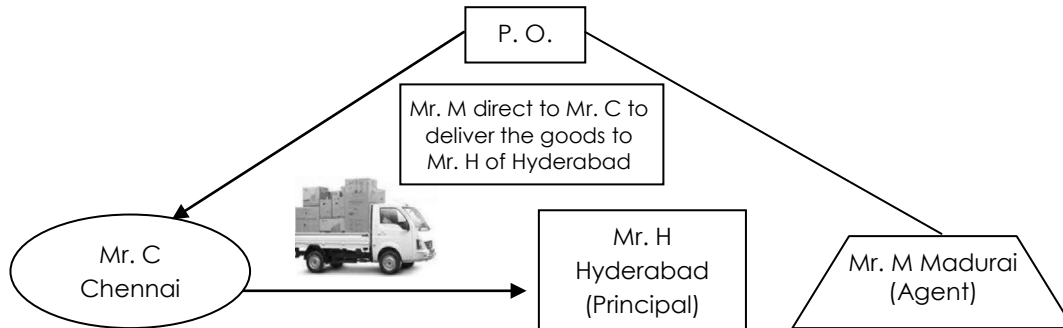 P. O.
Mr. M direct to Mr. C to
deliver the goods to
Mr. H of Hyderabad
Mr. C
Chennai
Mr. H
Hyderabad
(Principal)
Mr. M Madurai
(Agent)